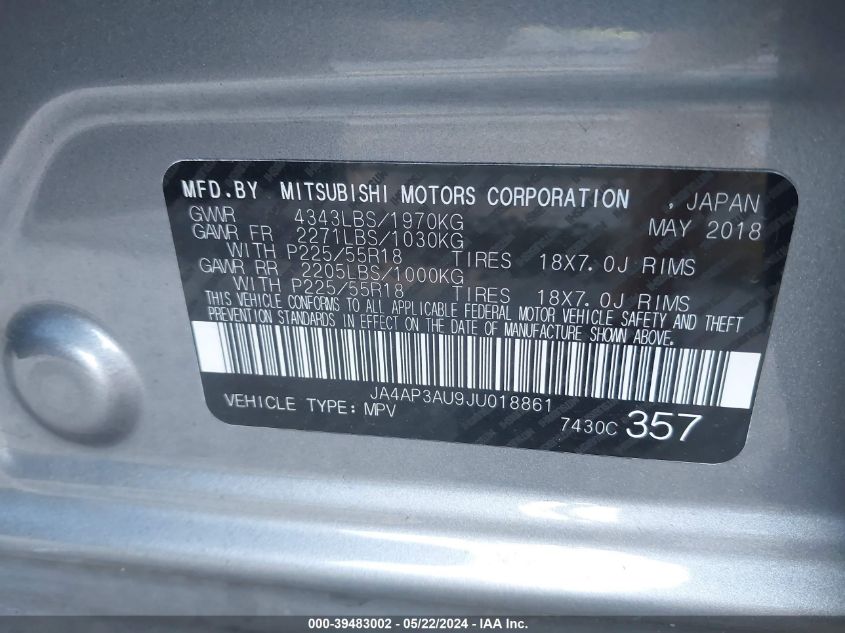 MFD.BY MITSUBISHI MOTORS CORPORATION , JAPAN
GVWR 4343LBS/1970KG MAY 2018
GAWR FR 2271LBS/1030KG
WITH P225/55R18 TIRES 18X7.0J RIMS
GAWR RR 2205LBS/1000KG
WITH P225/55R18 TIRES 18X7.0J RIMS
THIS VEHICLE CONFORMS TO ALL APPLICABLE FEDERAL MOTOR VEHICLE SAFETY AND THEFT
PREVENTION STANDARDS IN EFFECT ON THE DATE OF MANUFACTURE SHOWN ABOVE.
JA4AP3AU9JU018861
VEHICLE TYPE: MPV 7430C 357
000-39483002 - 05/22/2024 - IAA Inc.